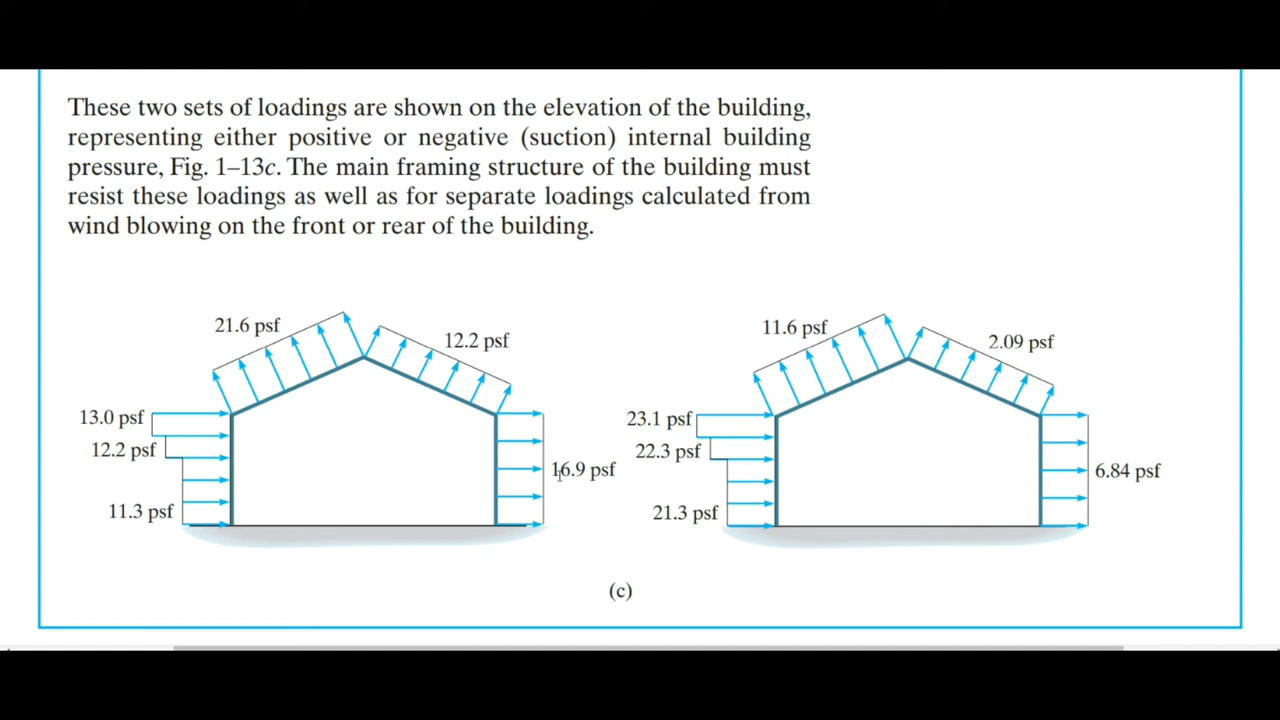 These two sets of loadings are shown on the elevation of the building,
representing either positive or negative (suction) internal building
pressure, Fig. 1–13c. The main framing structure of the building must
resist these loadings as well as for separate loadings calculated from
wind blowing on the front or rear of the building.
21.6 psf
12.2 psf
13.0 psf
12.2 psf
11.3 psf
16.9 psf
11.6 psf
2.09 psf
23.1 psf
22.3 psf
21.3 psf
6.84 psf
(c)